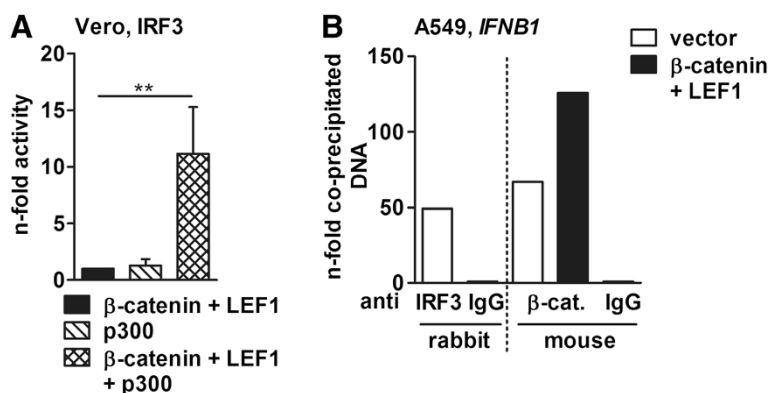 A
Vero, IRF3
n-fold activity
20
15
10
5
0
**
β-catenin + LEF1
p300
β-catenin + LEF1
+ p300
B
A549, IFNB1
vector
β-catenin
+ LEF1
n-fold co-precipitated
DNA
150
100
50
0
anti IRF3 IgG β-cat. IgG
rabbit mouse